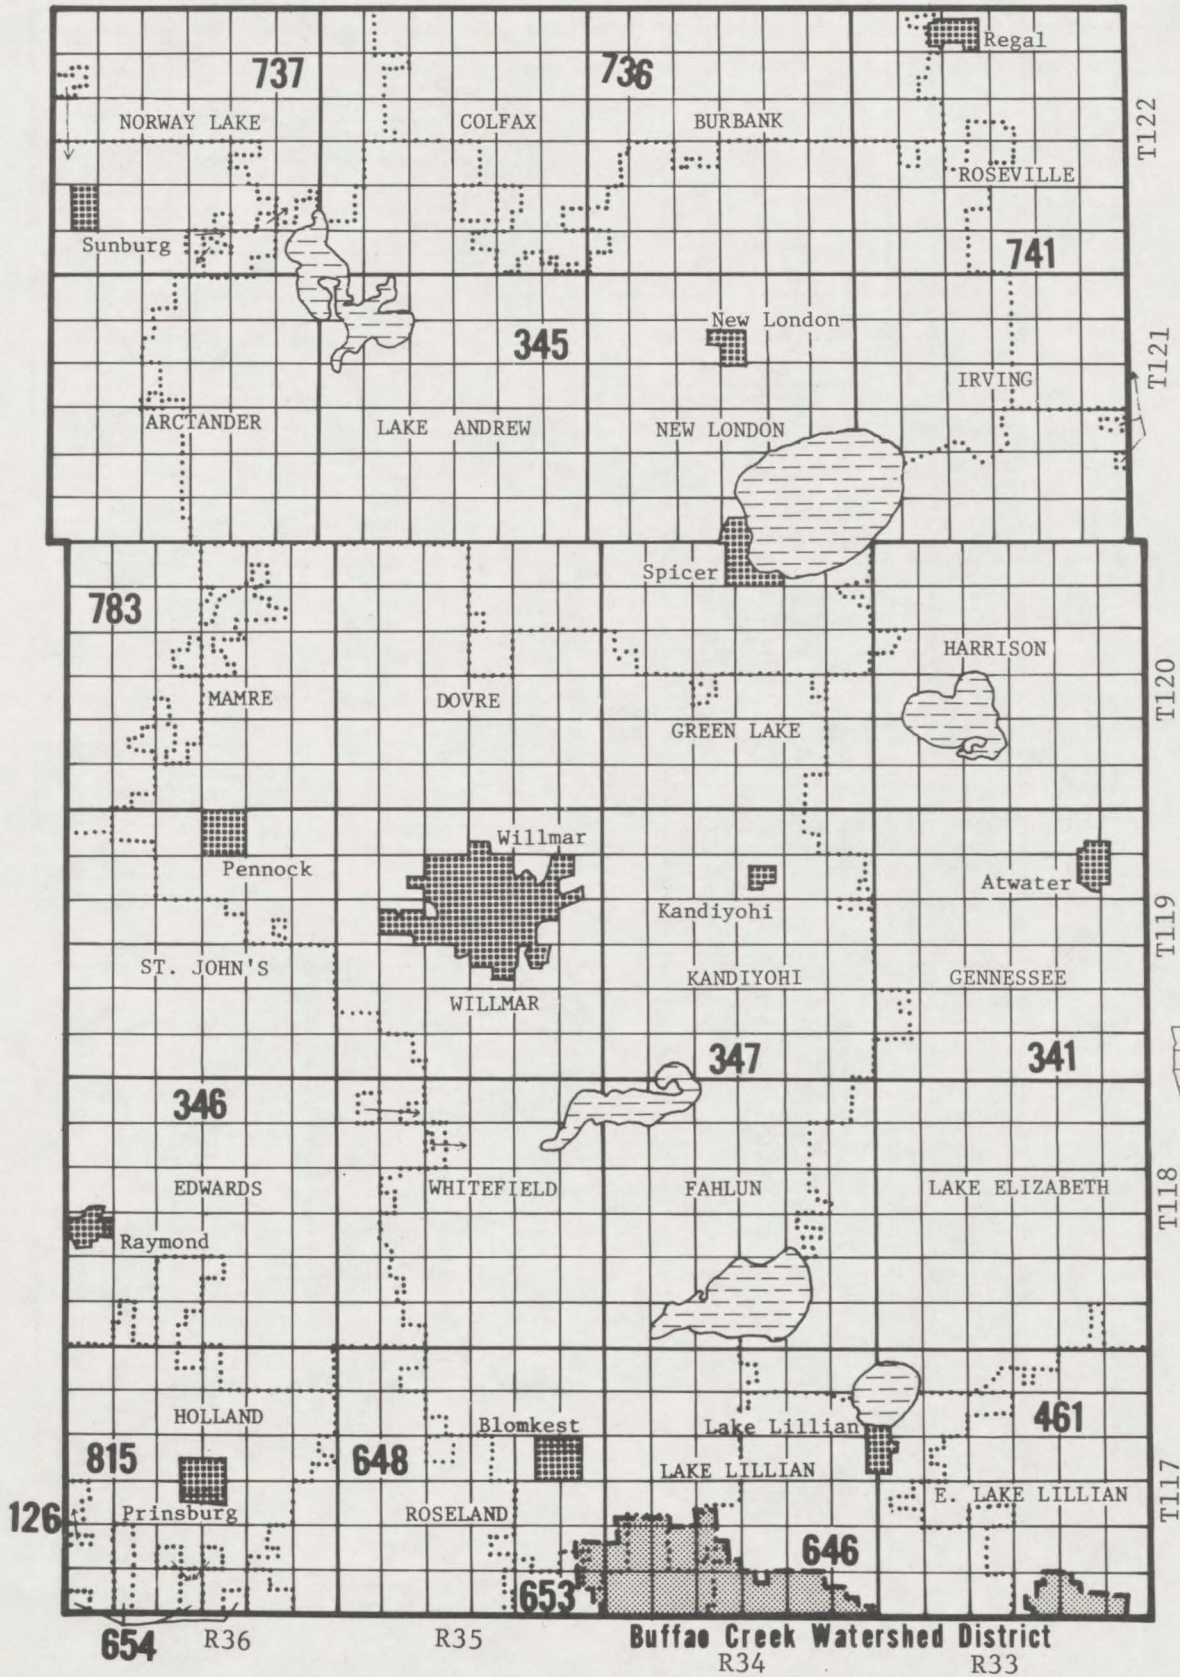 Regal
737
736
NORWAY LAKE
COLFAX
BURBANK
T122
ROSEVILLE
Sunburg
741
New London
345
T121
IRVING
ARCTANDER
LAKE ANDREW
NEW LONDON
Spicer
783
HARRISON
T120
MAMRE
DOVRE
GREEN LAKE
Willmar
Pennock
Atwater
Kandiyohi
T119
ST. JOHN'S
KANDIYOHI
GENNESSEE
WILLMAR
347
341
346
EDWARDS
WHITEFIELD
FAHLUN
LAKE ELIZABETH
T118
Raymond
HOLLAND
461
Blomkest
Lake Lillian
815
648
LAKE LILLIAN
T117
E. LAKE LILLIAN
126
Prinsburg
ROSELAND
646
653
654
R36
R35
Buffao Creek Watershed District
R34
R33